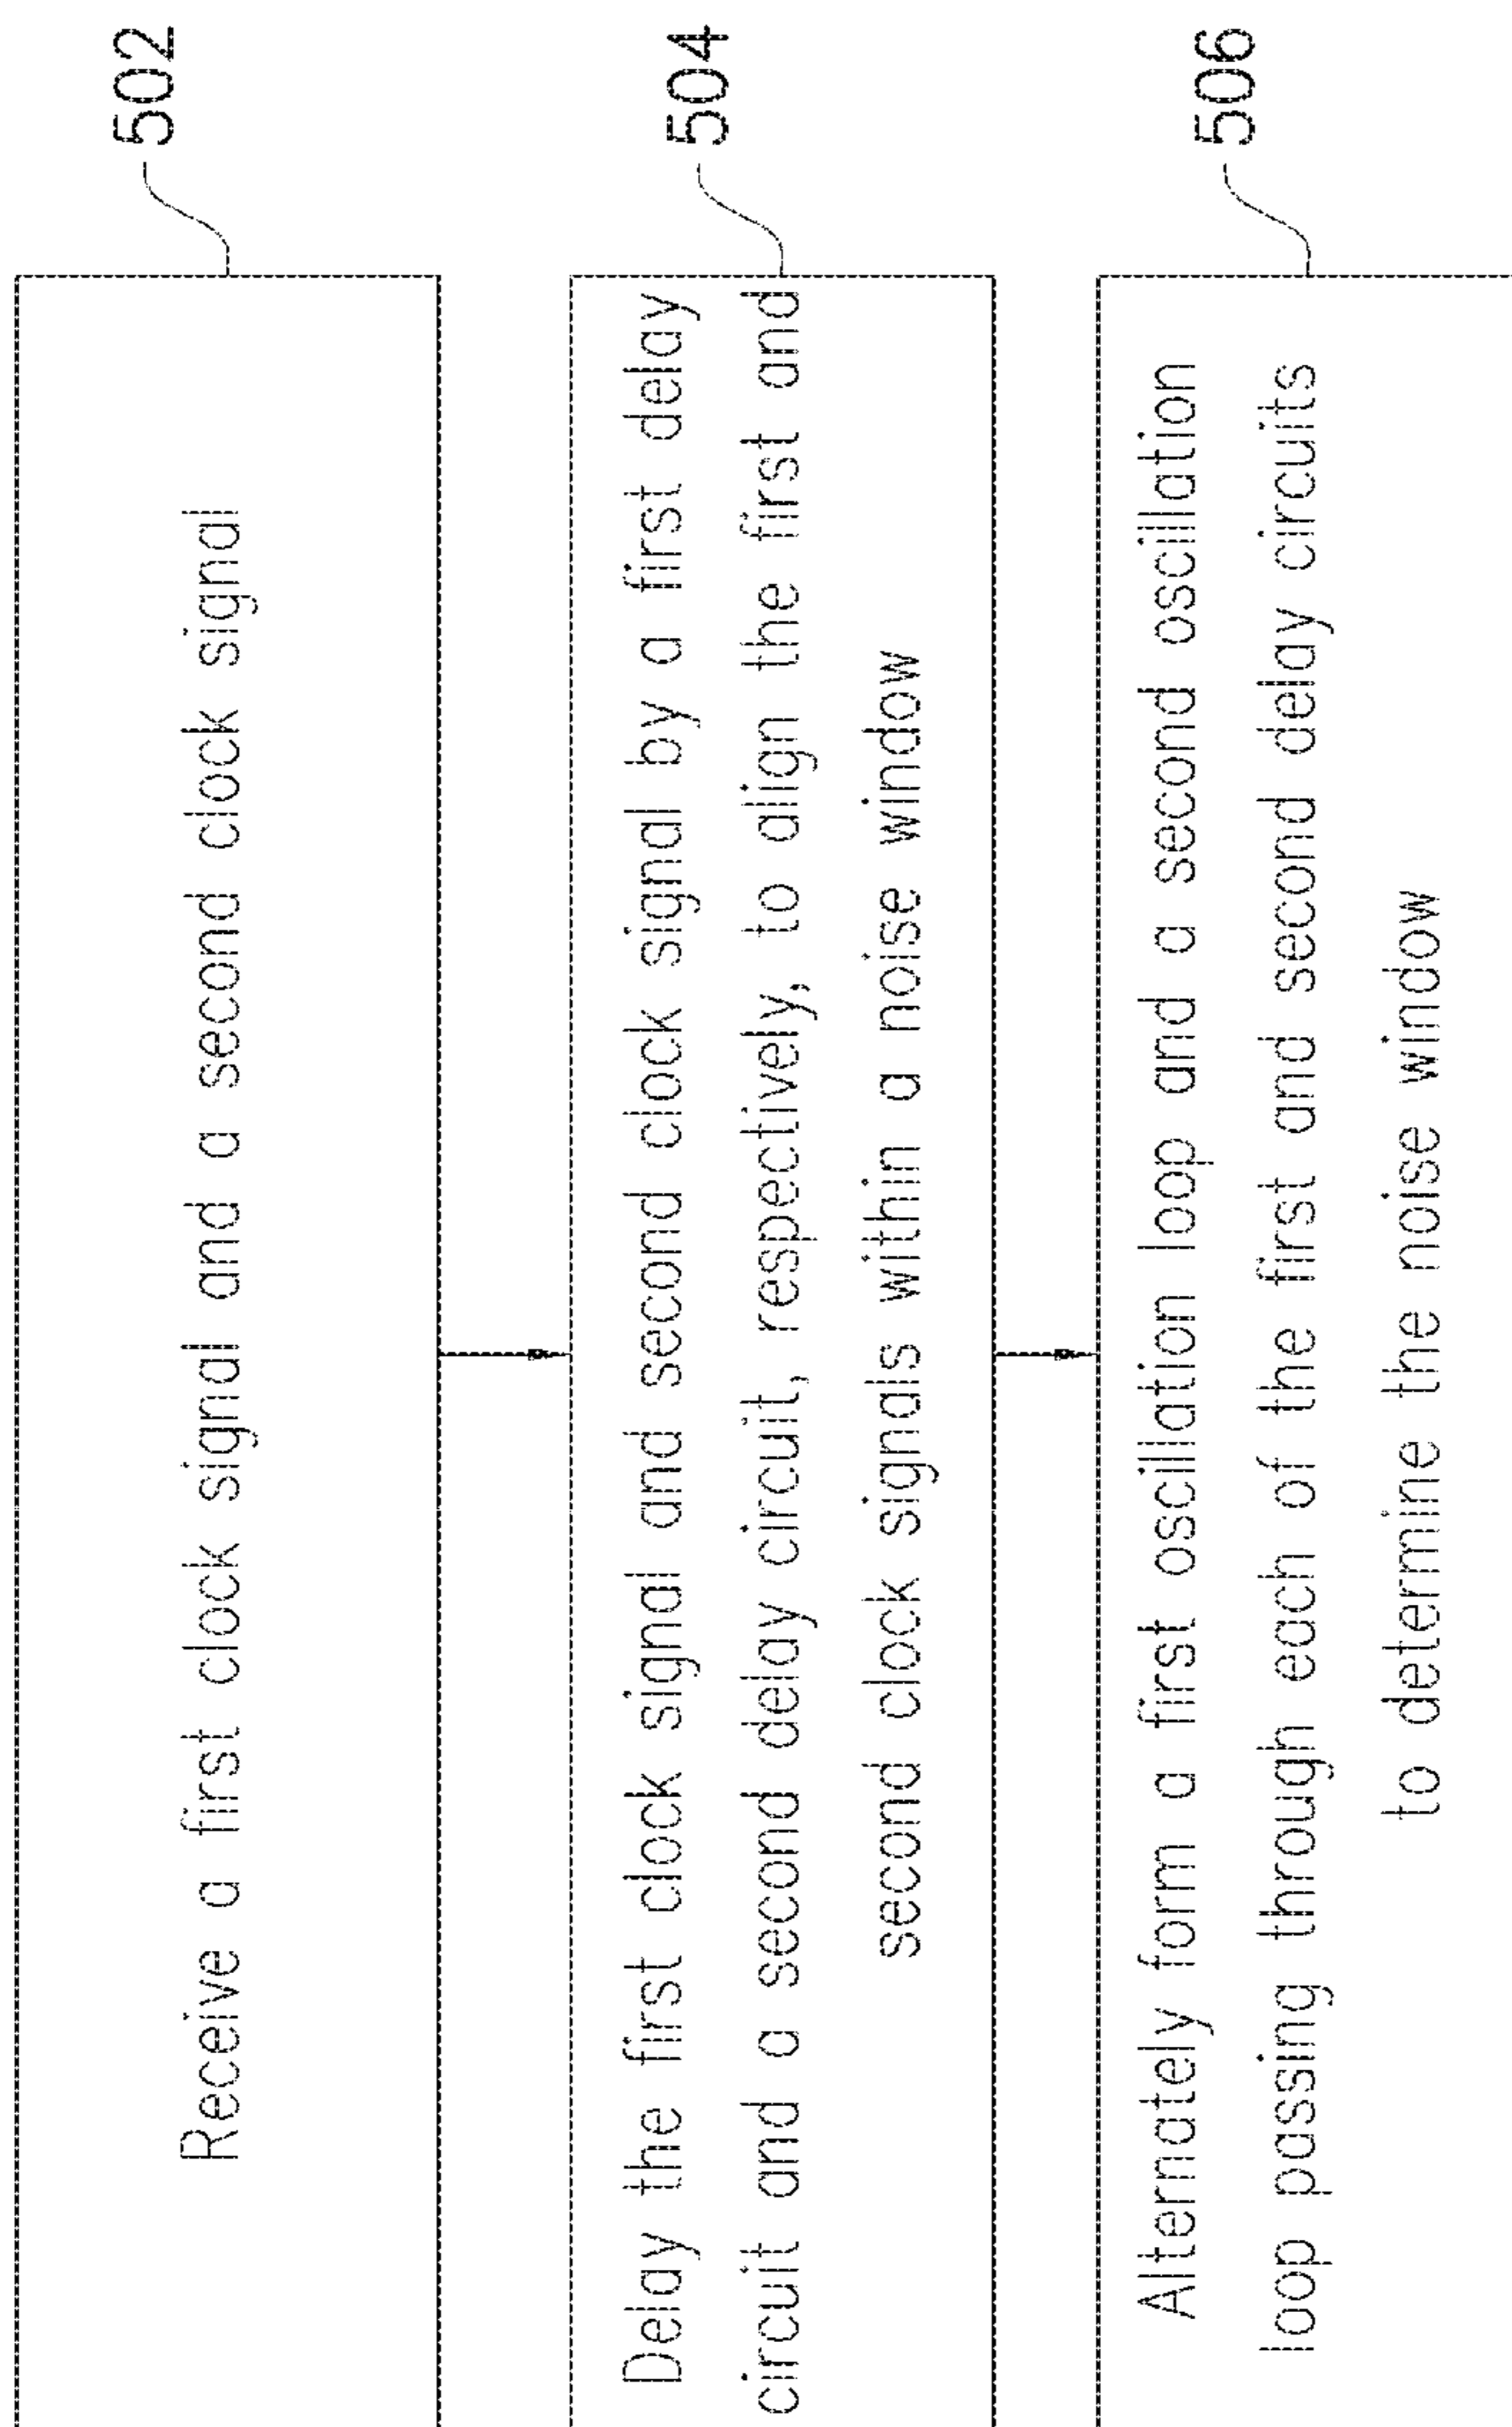 502
Receive a first clock signal and a second clock signal
504
Delay the first clock signal and second clock signal by a first delay
circuit and a second delay circuit, respectively, to align the first and
second clock signals within a noise window
506
Alternately form a first oscillation loop and a second oscillation
loop passing through each of the first and second delay circuits
to determine the noise window